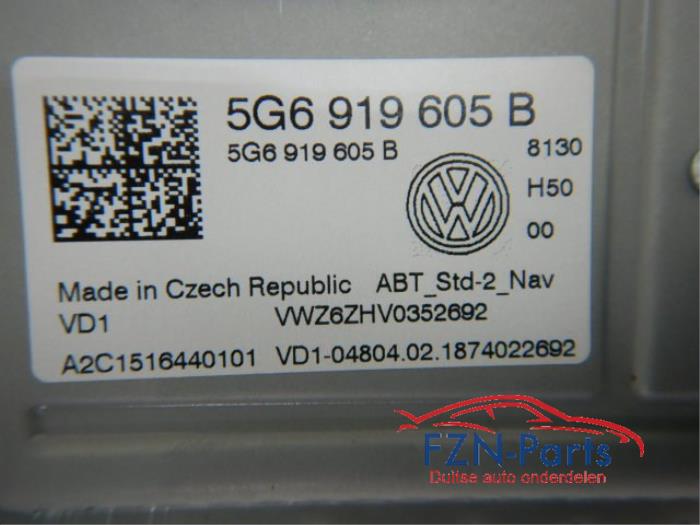 5G6 919 605 B
5G6 919 605 B
8130
H50
00
Made in Czech Republic ABT_Std-2_Nav
VD1 VWZ6ZHV0352692
A2C1516440101 VD1-04804.02.1874022692
FZN-Parts
Duitse auto onderdelen